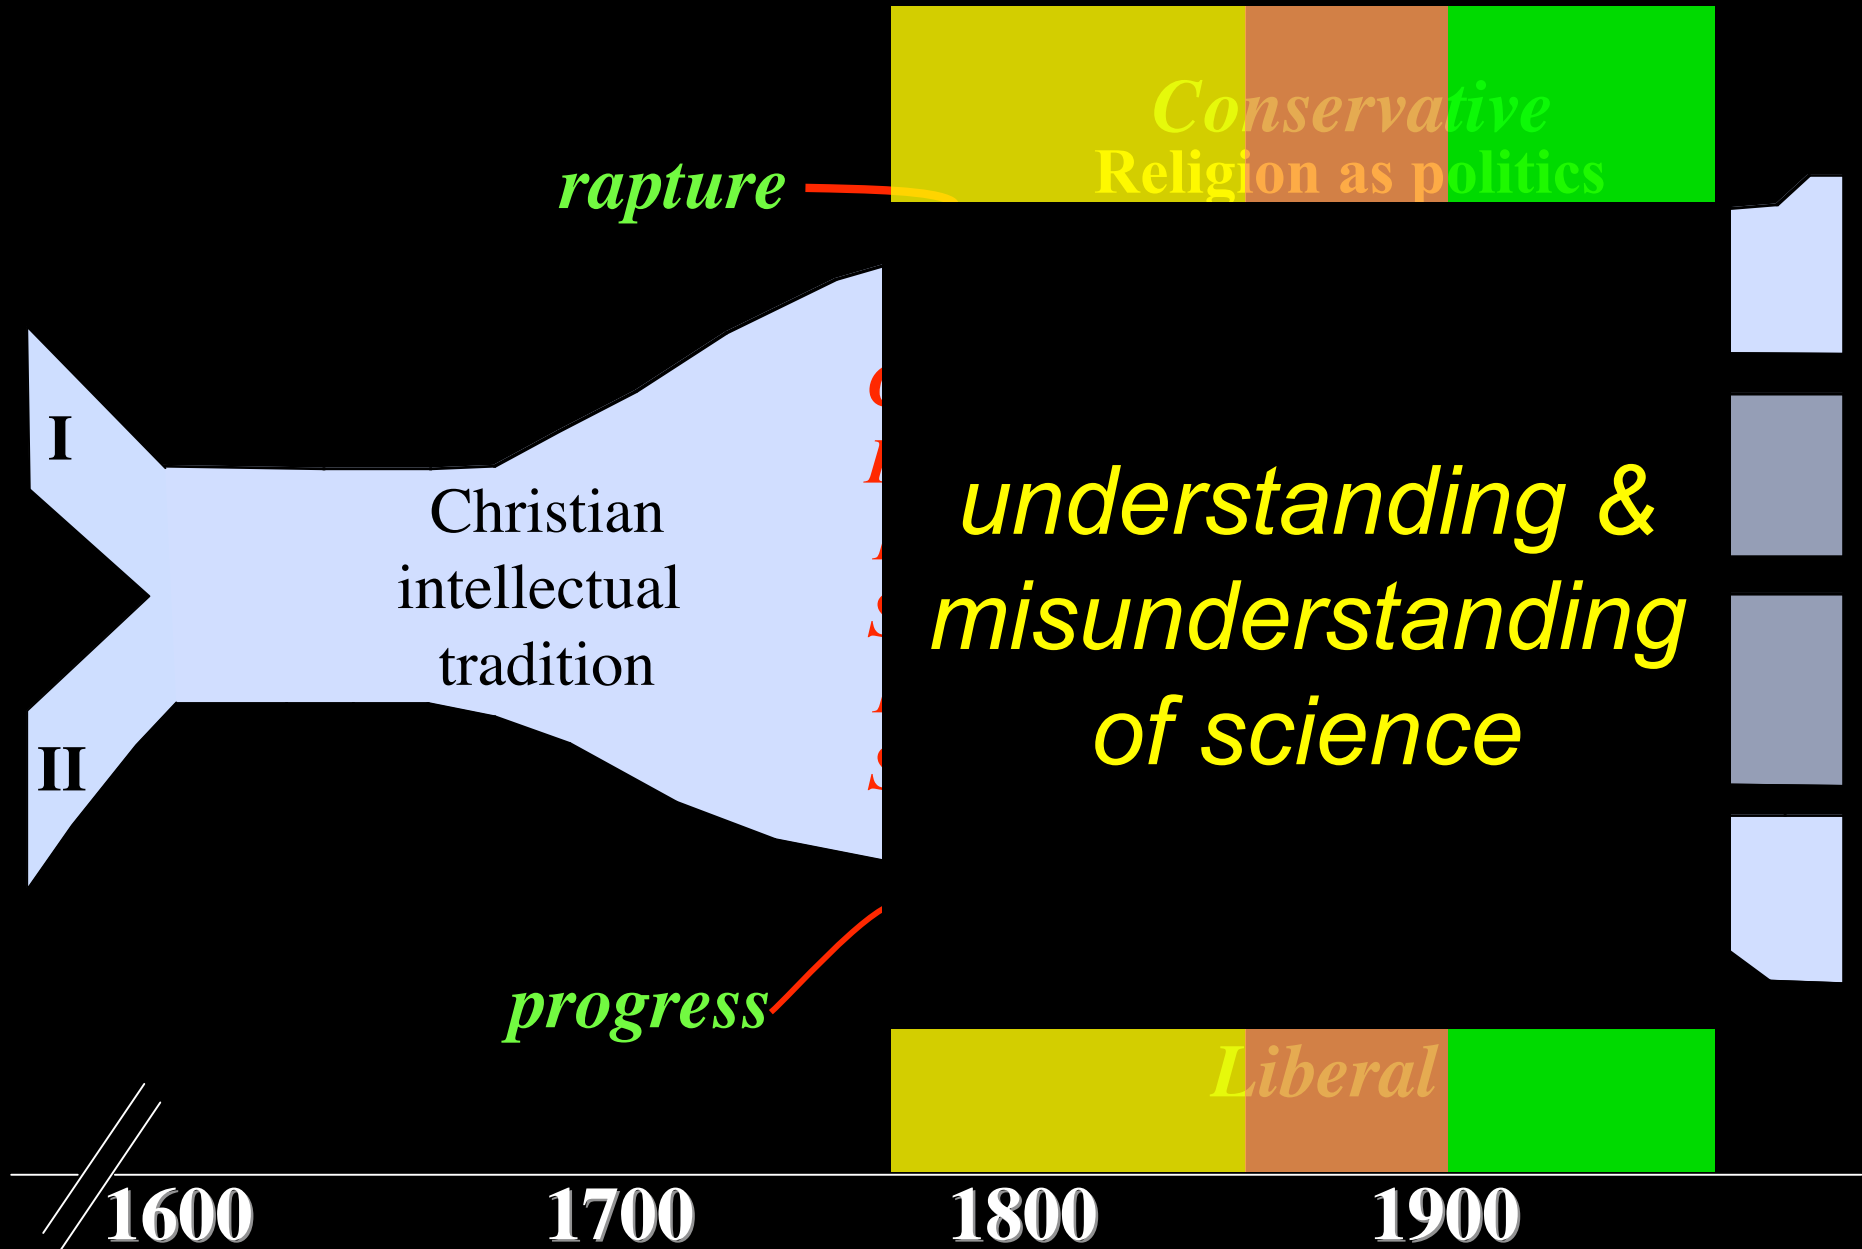 Conservative
Religion as politics
rapture
I
Christian
intellectual
tradition
II
understanding &
misunderstanding
of science
progress
Liberal
1600 1700 1800 1900